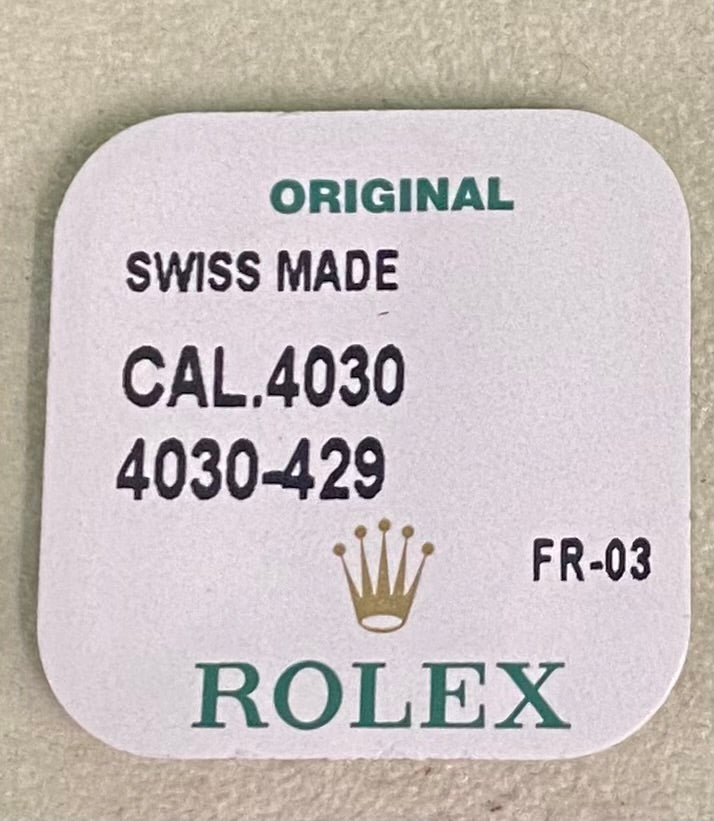 ORIGINAL
SWISS MADE
CAL.4030
4030-429
FR-03
ROLEX